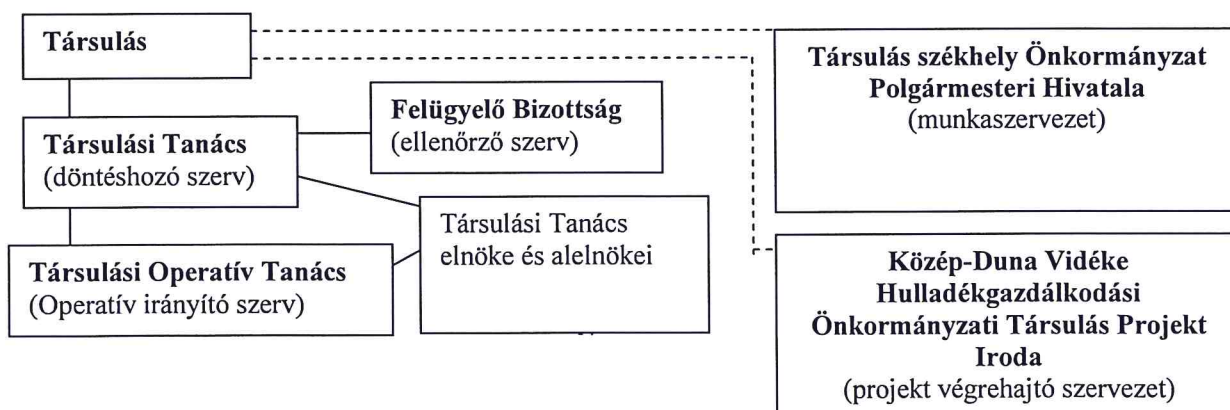 Társulás
Társulás székhely Önkormányzat
Polgármesteri Hivatala
(munkaszervezet)
Felügyelő Bizottság
(ellenőrző szerv)
Társulási Tanács
(döntéshozó szerv)
Társulási Tanács
elnöke és alelnökei
Társulási Operatív Tanács
(Operatív irányító szerv)
Közép-Duna Vidéke
Hulladékgazdálkodási
Önkormányzati Társulás Projekt
Iroda
(projekt végrehajtó szervezet)